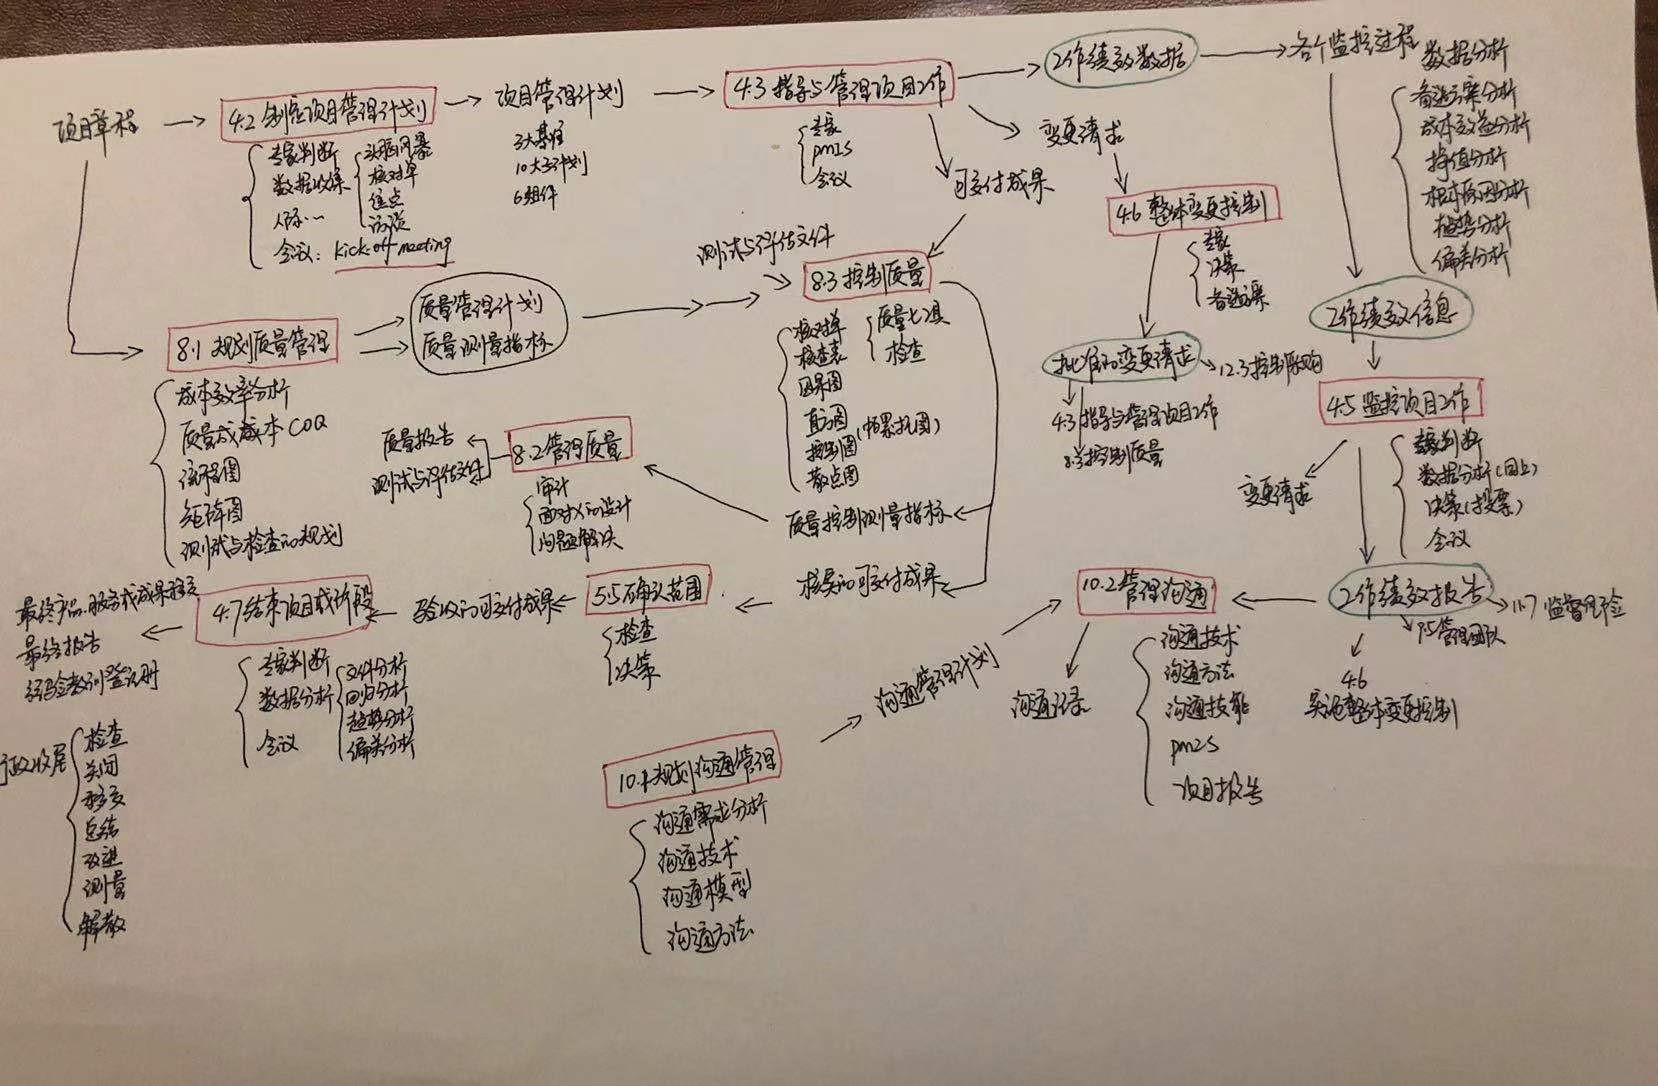 项目章程
4.2 制定项目管理计划
专家判断
数据收集
头脑风暴
核对单
焦点
访谈
人际…
会议: kick-off meeting
项目管理计划
3大基准
10大子计划
6组件
4.3 指导与管理项目工作
专家
PMIS
会议
工作绩效数据
各个监控过程
数据分析
备选方案分析
成本效益分析
挣值分析
根本原因分析
趋势分析
偏差分析
变更请求
可交付成果
4.6 整体变更控制
专家
决策
备选方案
测试与评估文件
8.3 控制质量
核对单
核查表
因果图
直方图
控制图(帕累托图)
散点图
质量七工具
检查
8.1 规划质量管理
成本效率分析
质量成本 COQ
流程图
矩阵图
测试与检查的规划
质量管理计划
质量测量指标
工作绩效信息
批准的变更请求
12.3 控制采购
4.3 指导与管理项目工作
8.3 控制质量
4.5 监控项目工作
专家判断
数据分析(同上)
决策(投票)
会议
变更请求
质量报告
测试与评估文件
8.2 管理质量
审计
面对X的设计
问题解决
质量控制测量指标
核实的可交付成果
5.5 确认范围
检查
决策
验收的可交付成果
4.7 结束项目或阶段
专家判断
数据分析
会议
文件分析
回归分析
趋势分析
偏差分析
最终产品、服务或成果移交
最终报告
经验教训登记册
行政收尾
检查
关闭
移交
总结
改进
测量
解散
10.2 管理沟通
沟通技术
沟通方法
沟通技能
PMIS
项目报告
沟通记录
沟通管理计划
工作绩效报告
11.7 监督风险
9.5 管理团队
4.6
实施整体变更控制
10.1 规划沟通管理
沟通需求分析
沟通技术
沟通模型
沟通方法